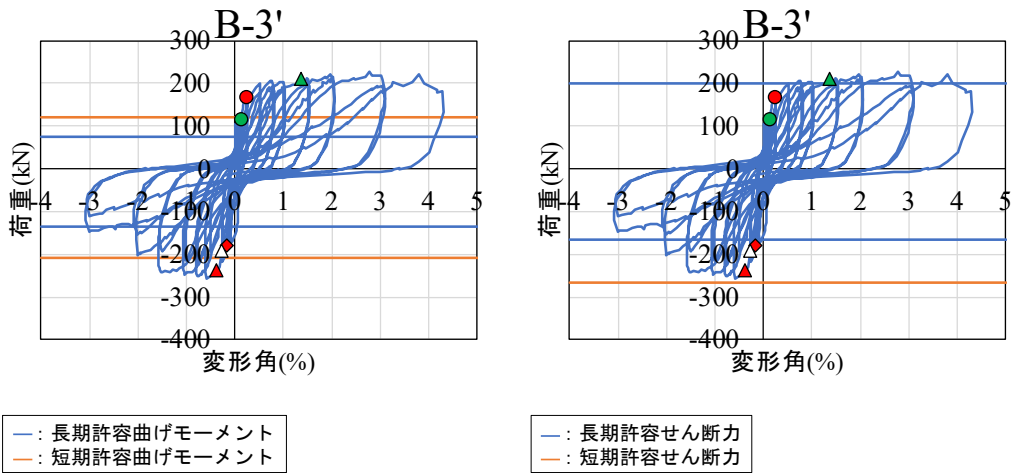 B-3'
300
200
100
0
-100
-200
-300
-400
-4 -3 -2 -1 0 1 2 3 4 5
荷重(kN)
変形角(%)
―: 長期許容曲げモーメント
―: 短期許容曲げモーメント
B-3'
300
200
100
0
-100
-200
-300
-400
-4 -3 -2 -1 0 1 2 3 4 5
荷重(kN)
変形角(%)
―: 長期許容せん断力
―: 短期許容せん断力